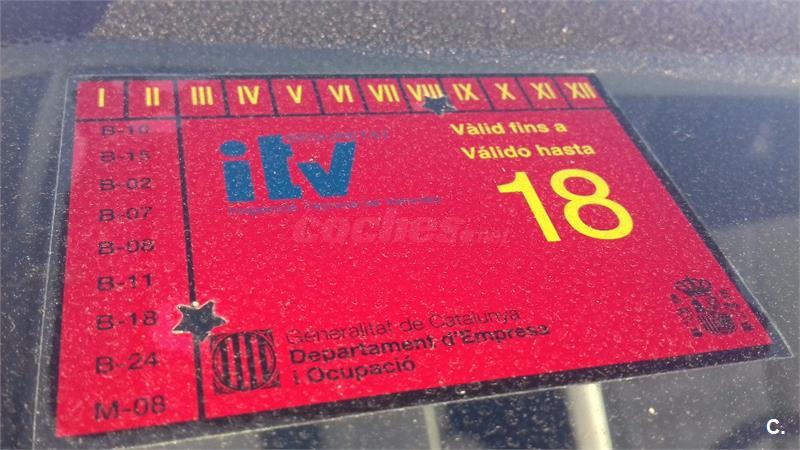 I II III IV V VI VII VIII IX X XI XII
B-10
B-15
B-02
B-07
B-08
B-11
B-18
B-24
M-08
itv
Vàlid fins a
Válido hasta
18
coches.net
Generalitat de Catalunya
Departament d'Empresa
i Ocupació
C.